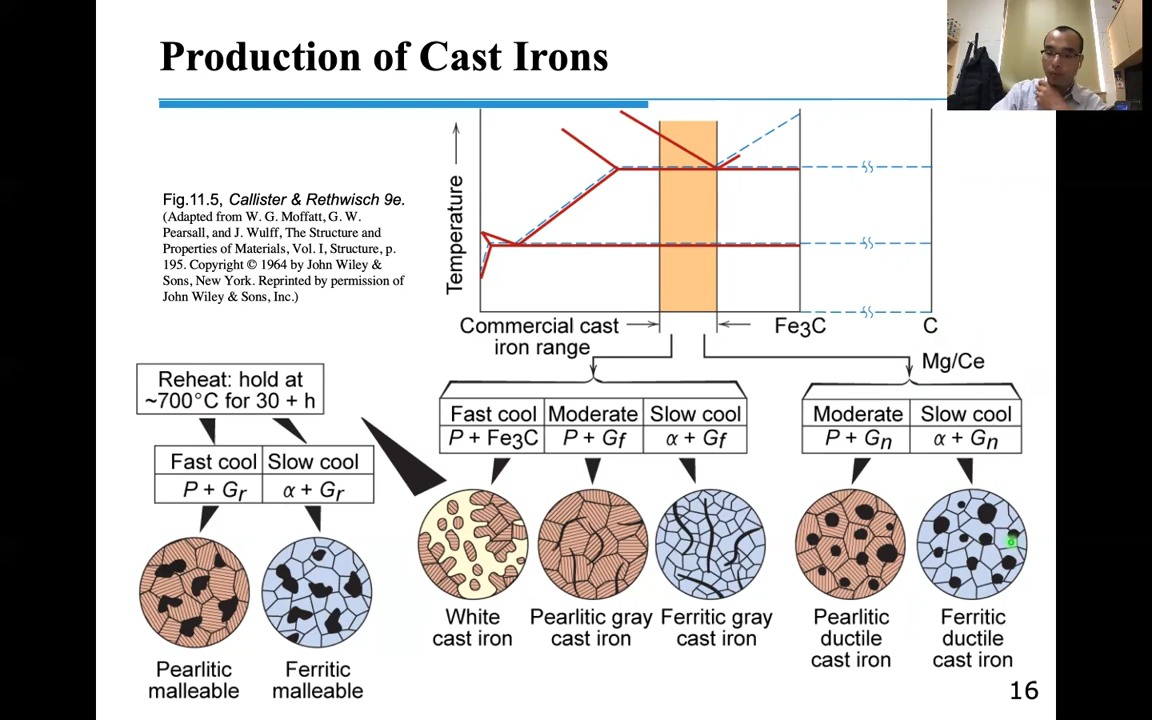 Production of Cast Irons
Fig.11.5, Callister & Rethwisch 9e.
(Adapted from W. G. Moffatt, G. W.
Pearsall, and J. Wulff, The Structure and
Properties of Materials, Vol. I, Structure, p.
195. Copyright © 1964 by John Wiley &
Sons, New York. Reprinted by permission of
John Wiley & Sons, Inc.)
Temperature
Commercial cast
iron range
Fe3C
C
Mg/Ce
Reheat: hold at
~700°C for 30 + h
Fast cool Moderate Slow cool
P + Fe3C P + Gf α + Gf
Moderate Slow cool
P + Gn α + Gn
Fast cool Slow cool
P + Gr α + Gr
White
cast iron
Pearlitic gray
cast iron
Ferritic gray
cast iron
Pearlitic
ductile
cast iron
Ferritic
ductile
cast iron
Pearlitic
malleable
Ferritic
malleable
16